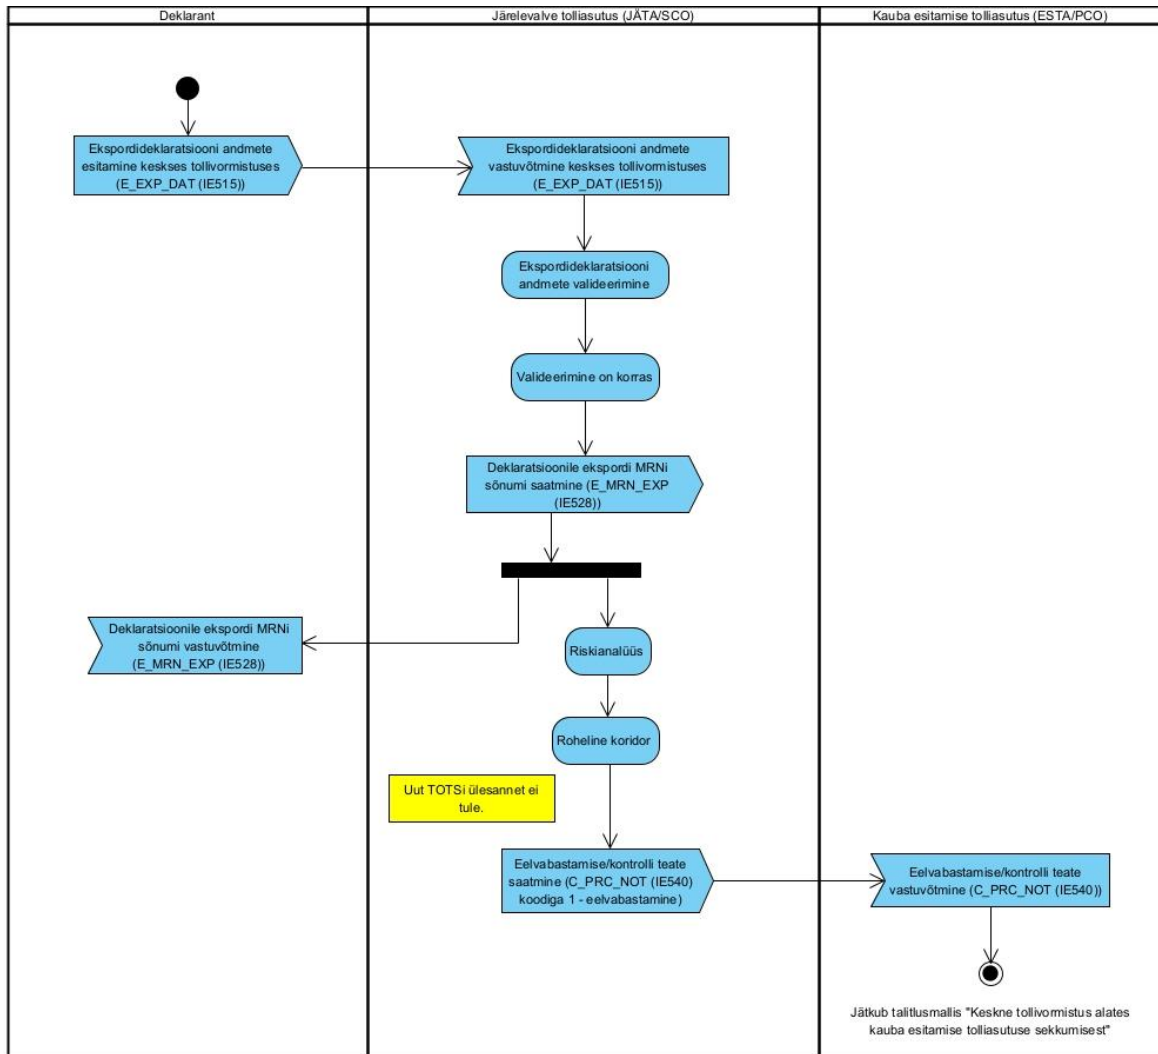 Deklarant
Järelevalve tolliasutus (JÄTA/SCO)
Kauba esitamise tolliasutus (ESTA/PCO)
Ekspordideklaratsiooni andmete
esitamine keskses tollivormistuses
(E_EXP_DAT (IE515))
Ekspordideklaratsiooni andmete
vastuvõtmine keskses tollivormistuses
(E_EXP_DAT (IE515))
Ekspordideklaratsiooni
andmete valideerimine
Valideerimine on korras
Deklaratsioonile ekspordi MRNi
sõnumi saatmine (E_MRN_EXP
(IE528))
Deklaratsioonile ekspordi MRNi
sõnumi vastuvõtmine
(E_MRN_EXP (IE528))
Riskianalüüs
Roheline koridor
Uut TOTSi ülesannet ei
tule.
Eelvabastamise/kontrolli teate
saatmine (C_PRC_NOT (IE540)
koodiga 1 - eelvabastamine)
Eelvabastamise/kontrolli teate
vastuvõtmine (C_PRC_NOT (IE540))
Jätkub talitlusmallis "Keskne tollivormistus alates
kauba esitamise tolliasutuse sekkumisest"